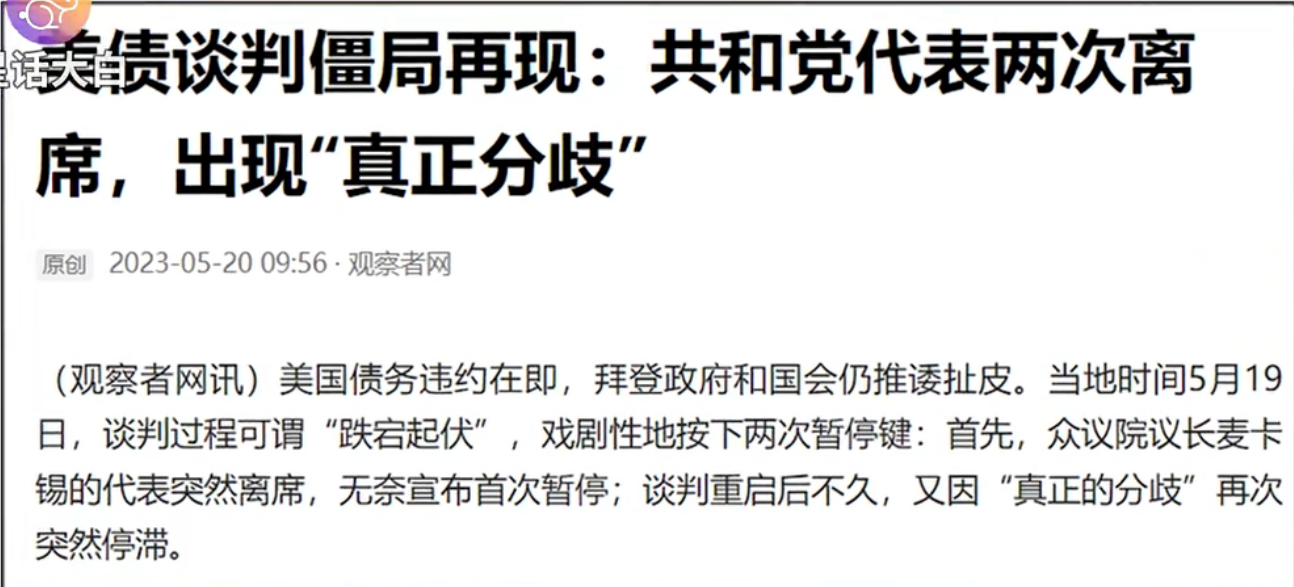 美债谈判僵局再现：共和党代表两次离
席，出现“真正分歧”
话大白
原创 2023-05-20 09:56 · 观察者网
（观察者网讯）美国债务违约在即，拜登政府和国会仍推诿扯皮。当地时间5月19
日，谈判过程可谓“跌宕起伏”，戏剧性地按下两次暂停键：首先，众议院议长麦卡
锡的代表突然离席，无奈宣布首次暂停；谈判重启后不久，又因“真正的分歧”再次
突然停滞。